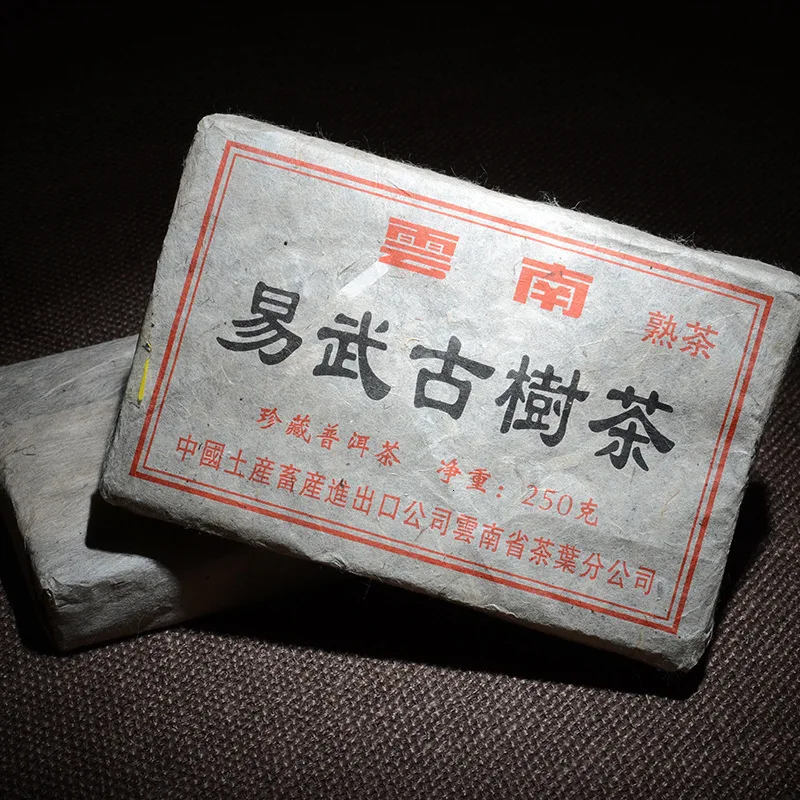 雲南
熟茶
易武古樹茶
珍藏普洱茶 净重：250克
中國土産畜産進出口公司雲南省茶葉分公司